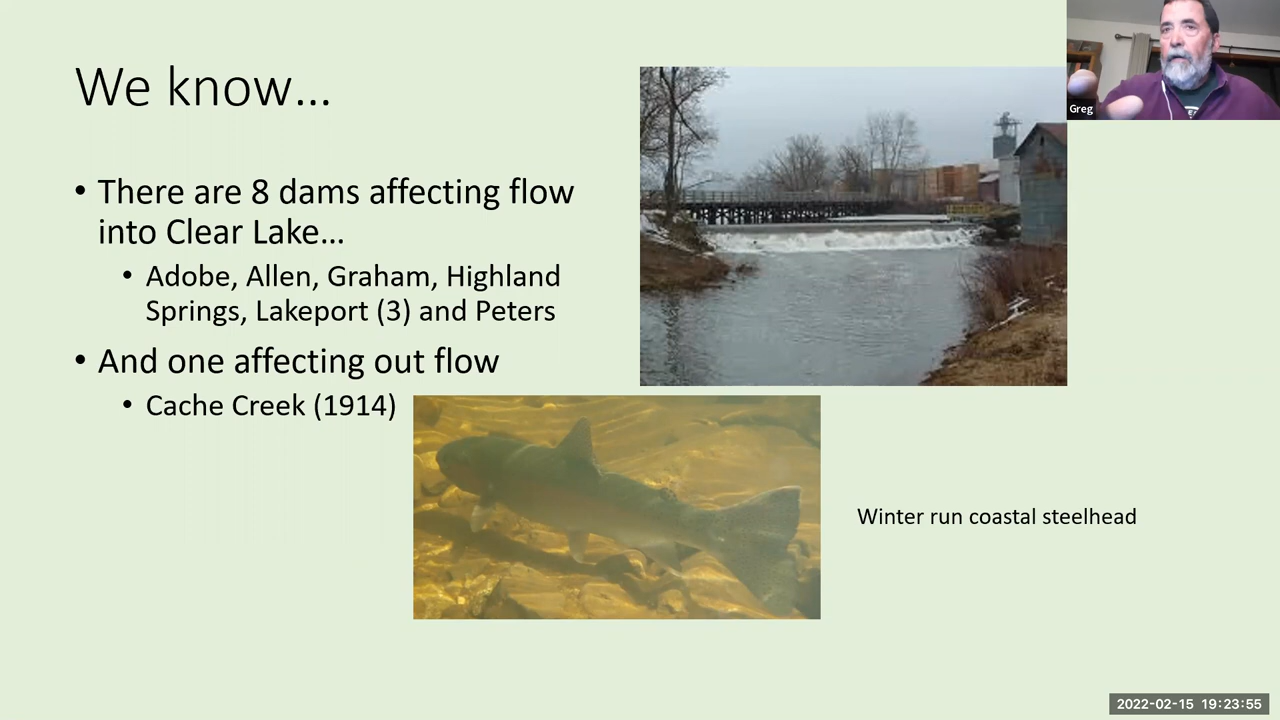 We know…
• There are 8 dams affecting flow
into Clear Lake…
• Adobe, Allen, Graham, Highland
Springs, Lakeport (3) and Peters
• And one affecting out flow
• Cache Creek (1914)
Winter run coastal steelhead
Greg
2022-02-15 19:23:55